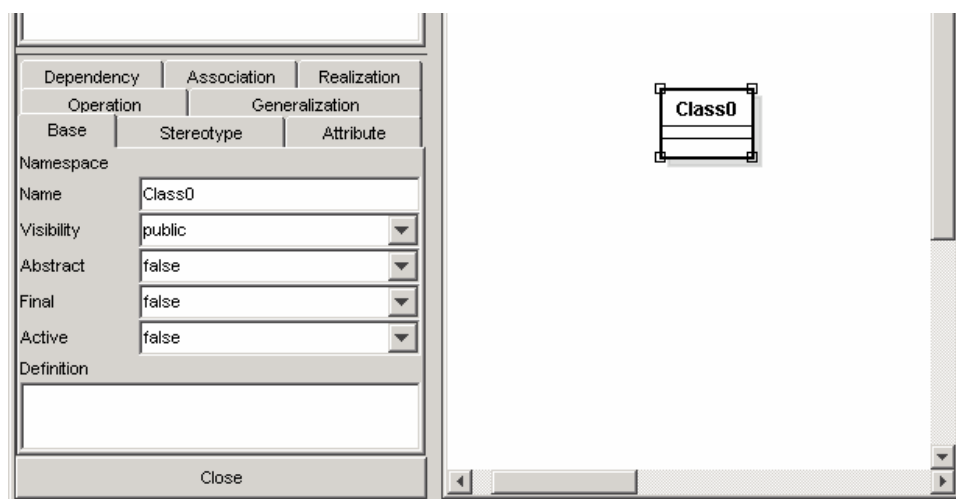 Dependency Association Realization
Operation Generalization
Base Stereotype Attribute
Namespace
Name Class0
Visibility public
Abstract false
Final false
Active false
Definition
Close
Class0